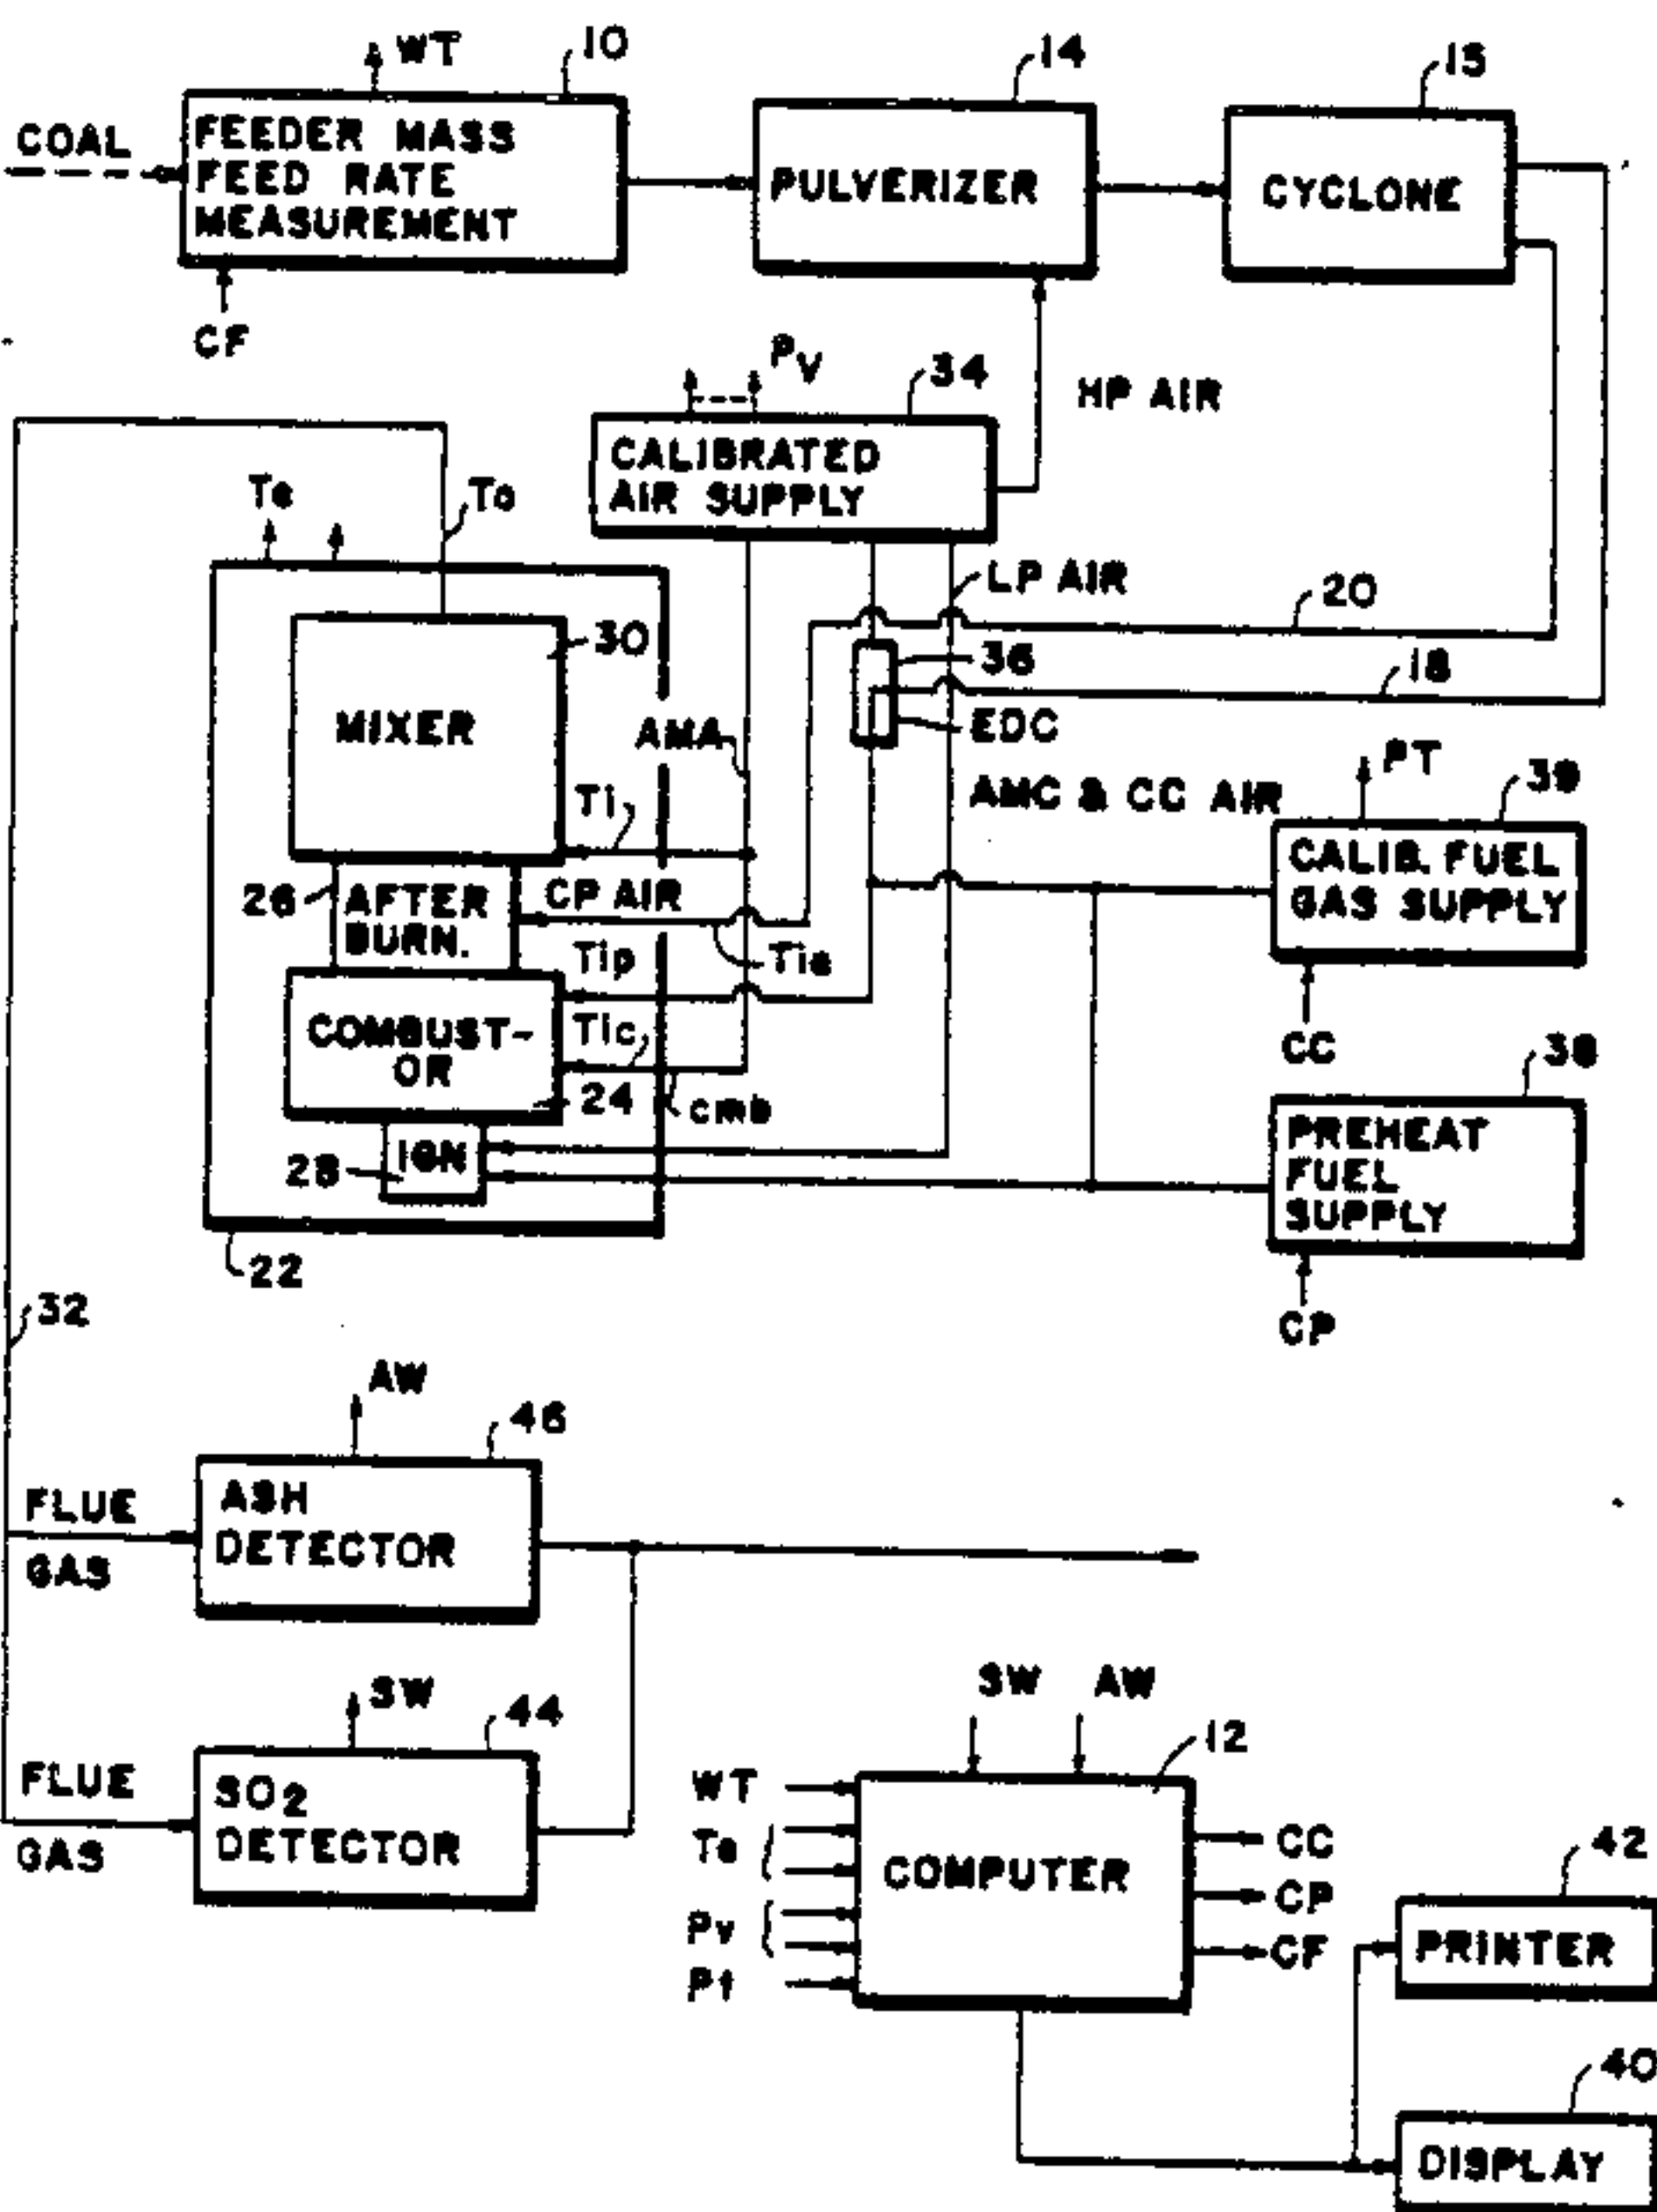 WT
10
14
15
COAL
FEEDER MASS
FEED RATE
MEASUREMENT
PULVERIZER
CYCLONE
CF
Pv
34
HP AIR
CALIBRATED
AIR SUPPLY
Te
To
LP AIR
20
30
36
18
MIXER
AMA
EDC
PT
39
AMC & CC AIR
Ti
CALIB. FUEL
GAS SUPPLY
26
AFTER
BURN.
CP AIR
Tip
Tie
COMBUST-
OR
Tic
CC
38
24
cmb
PREHEAT
FUEL
SUPPLY
28
IGN
22
32
CP
AW
46
FLUE
GAS
ASH
DETECTOR
SW
44
SW
AW
12
FLUE
GAS
SO2
DETECTOR
WT
Te
Pv
Pt
COMPUTER
CC
CP
CF
42
PRINTER
40
DISPLAY